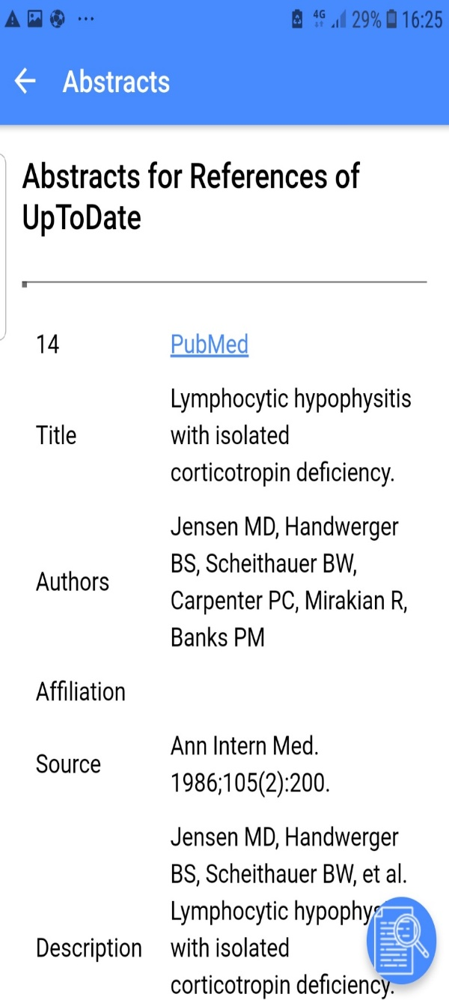 4G 29% 16:25
Abstracts
Abstracts for References of
UpToDate
14 PubMed
Title Lymphocytic hypophysitis
with isolated
corticotropin deficiency.
Authors Jensen MD, Handwerger
BS, Scheithauer BW,
Carpenter PC, Mirakian R,
Banks PM
Affiliation
Source Ann Intern Med.
1986;105(2):200.
Description Jensen MD, Handwerger
BS, Scheithauer BW, et al.
Lymphocytic
with isolated
corticotropin deficiency.